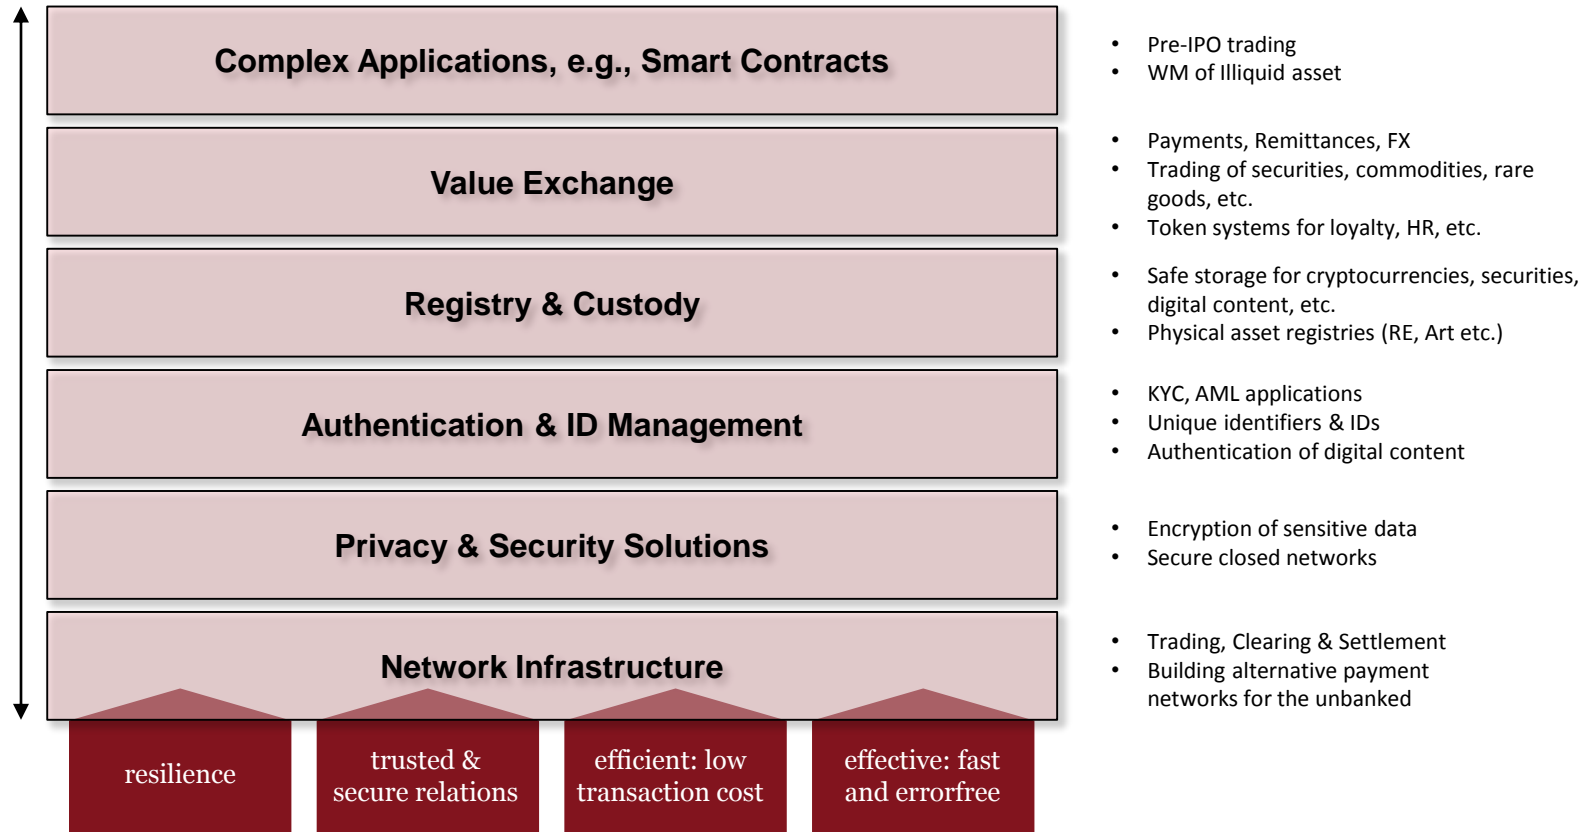 Complex Applications, e.g., Smart Contracts
• Pre-IPO trading
• WM of Illiquid asset
Value Exchange
• Payments, Remittances, FX
• Trading of securities, commodities, rare
goods, etc.
• Token systems for loyalty, HR, etc.
Registry & Custody
• Safe storage for cryptocurrencies, securities,
digital content, etc.
• Physical asset registries (RE, Art etc.)
Authentication & ID Management
• KYC, AML applications
• Unique identifiers & IDs
• Authentication of digital content
Privacy & Security Solutions
• Encryption of sensitive data
• Secure closed networks
Network Infrastructure
• Trading, Clearing & Settlement
• Building alternative payment
networks for the unbanked
resilience
trusted &
secure relations
efficient: low
transaction cost
effective: fast
and errorfree